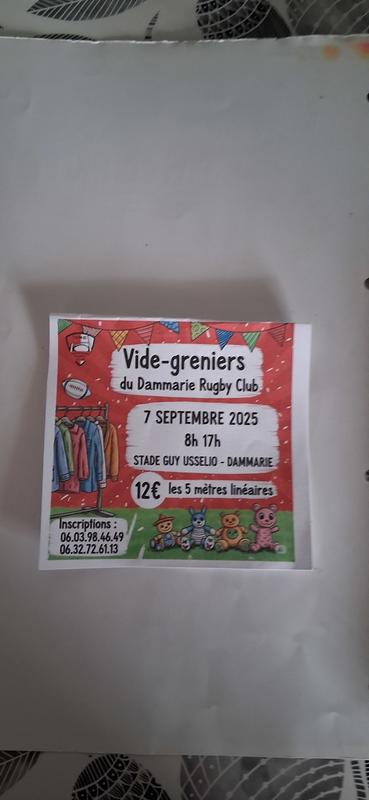 Vide-greniers
du Dammarie Rugby Club
7 SEPTEMBRE 2025
8h 17h
STADE GUY USSELIO - DAMMARIE
12€ les 5 mètres linéaires
Inscriptions :
06.03.98.46.49
06.32.72.61.13